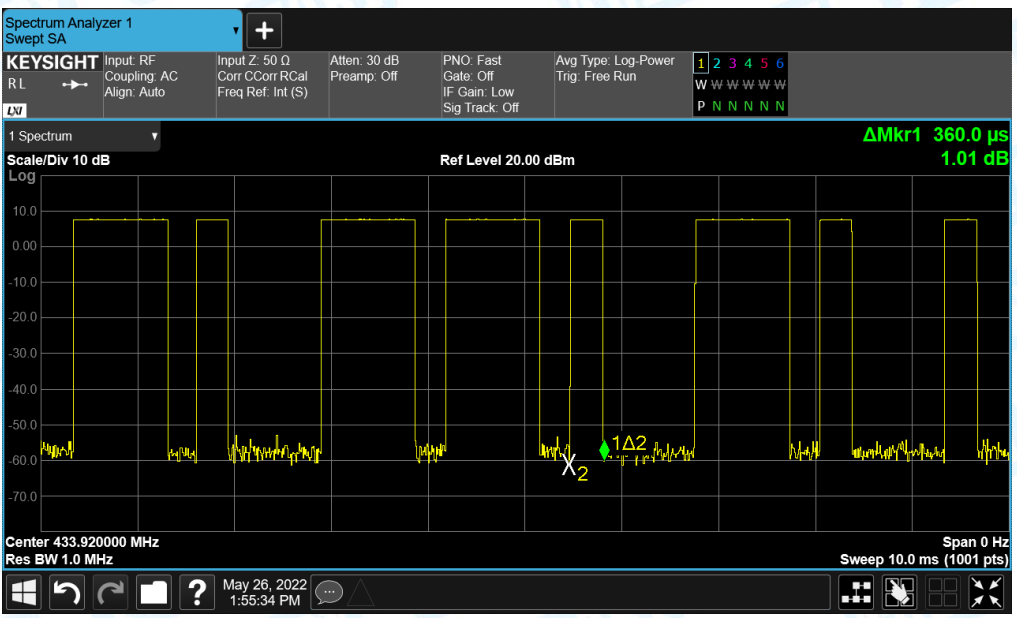 Spectrum Analyzer 1
Swept SA
+
KEYSIGHT Input: RF Input Z: 50 Ω Atten: 30 dB PNO: Fast Avg Type: Log-Power 1 2 3 4 5 6
RL Coupling: AC Corr CCorr RCal Preamp: Off Gate: Off Trig: Free Run W W W W W W
Align: Auto Freq Ref: Int (S) IF Gain: Low
LXI Sig Track: Off P N N N N N
1 Spectrum ΔMkr1 360.0 µs
Scale/Div 10 dB Ref Level 20.00 dBm 1.01 dB
Log
10.0
0.00
-10.0
-20.0
-30.0
-40.0
-50.0
1Δ2
-60.0
X2
-70.0
Center 433.920000 MHz Span 0 Hz
Res BW 1.0 MHz Sweep 10.0 ms (1001 pts)
? May 26, 2022
1:55:34 PM